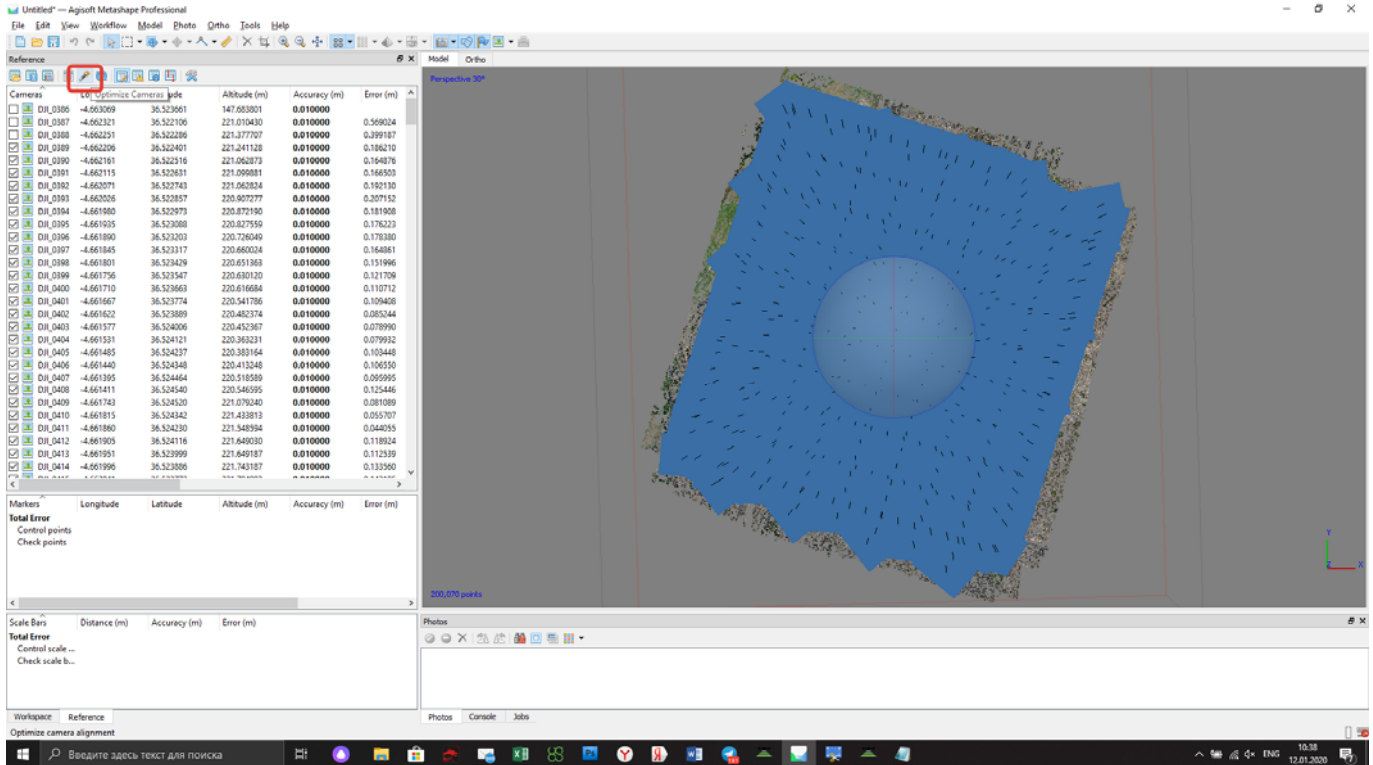 Untitled* — Agisoft Metashape Professional
File Edit View Workflow Model Photo Ortho Tools Help
Reference
Model Ortho
Perspective 30°
Optimize Cameras
Cameras Altitude (m) Accuracy (m) Error (m)
DJI_0386 -4.663069 36.523661 147.683801 0.010000
DJI_0387 -4.662321 36.522106 221.010430 0.010000 0.569024
DJI_0388 -4.662251 36.522286 221.377707 0.010000 0.399187
DJI_0389 -4.662206 36.522401 221.241128 0.010000 0.186210
DJI_0390 -4.662161 36.522516 221.062873 0.010000 0.164876
DJI_0391 -4.662115 36.522631 221.099881 0.010000 0.166503
DJI_0392 -4.662071 36.522743 221.062824 0.010000 0.192130
DJI_0393 -4.662026 36.522857 220.907277 0.010000 0.207152
DJI_0394 -4.661980 36.522973 220.872190 0.010000 0.181908
DJI_0395 -4.661935 36.523088 220.827559 0.010000 0.176223
DJI_0396 -4.661890 36.523203 220.726049 0.010000 0.178380
DJI_0397 -4.661845 36.523317 220.660024 0.010000 0.164861
DJI_0398 -4.661801 36.523429 220.651363 0.010000 0.151996
DJI_0399 -4.661756 36.523547 220.630120 0.010000 0.121709
DJI_0400 -4.661710 36.523663 220.616684 0.010000 0.110712
DJI_0401 -4.661667 36.523774 220.541786 0.010000 0.109408
DJI_0402 -4.661622 36.523889 220.482374 0.010000 0.085244
DJI_0403 -4.661577 36.524006 220.452367 0.010000 0.078990
DJI_0404 -4.661531 36.524121 220.363231 0.010000 0.079932
DJI_0405 -4.661485 36.524237 220.383164 0.010000 0.103448
DJI_0406 -4.661440 36.524348 220.413248 0.010000 0.106550
DJI_0407 -4.661395 36.524464 220.518589 0.010000 0.095995
DJI_0408 -4.661411 36.524540 220.546595 0.010000 0.125446
DJI_0409 -4.661743 36.524520 221.079240 0.010000 0.081089
DJI_0410 -4.661815 36.524342 221.433813 0.010000 0.055707
DJI_0411 -4.661860 36.524230 221.548594 0.010000 0.044055
DJI_0412 -4.661905 36.524116 221.649030 0.010000 0.118924
DJI_0413 -4.661951 36.523999 221.649187 0.010000 0.112539
DJI_0414 -4.661996 36.523886 221.743187 0.010000 0.133560
Markers Longitude Latitude Altitude (m) Accuracy (m) Error (m)
Total Error
Control points
Check points
200,070 points
Y
Z X
Scale Bars Distance (m) Accuracy (m) Error (m)
Total Error
Control scale ...
Check scale b...
Photos
Workspace Reference
Photos Console Jobs
Optimize camera alignment
Введите здесь текст для поиска
ENG
10:38
12.01.2020